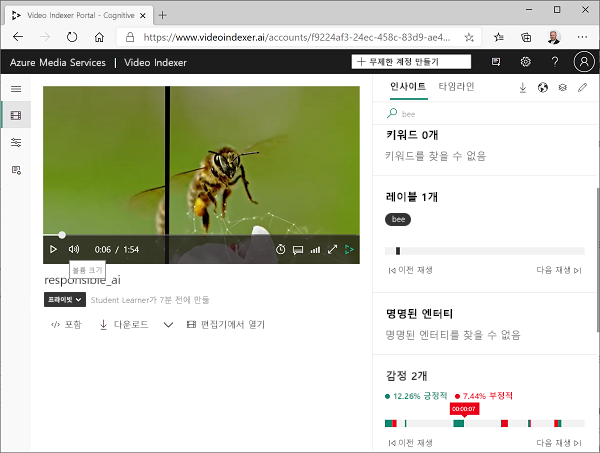 Video Indexer Portal - Cognitive
https://www.videoindexer.ai/accounts/f9224af3-24ec-458c-83d9-ae4...
Azure Media Services | Video Indexer
+ 무제한 계정 만들기
?
인사이트 타임라인
bee
키워드 0개
키워드를 찾을 수 없음
레이블 1개
bee
이전 재생 다음 재생
0:06 / 1:54
볼륨 크기
responsible_ai
프라이빗 Student Learner가 7분 전에 만듦
</> 포함 다운로드 편집기에서 열기
명명된 엔터티
명명된 엔터티를 찾을 수 없음
감정 2개
12.26% 긍정적 7.44% 부정적
00:00:07
이전 재생 다음 재생